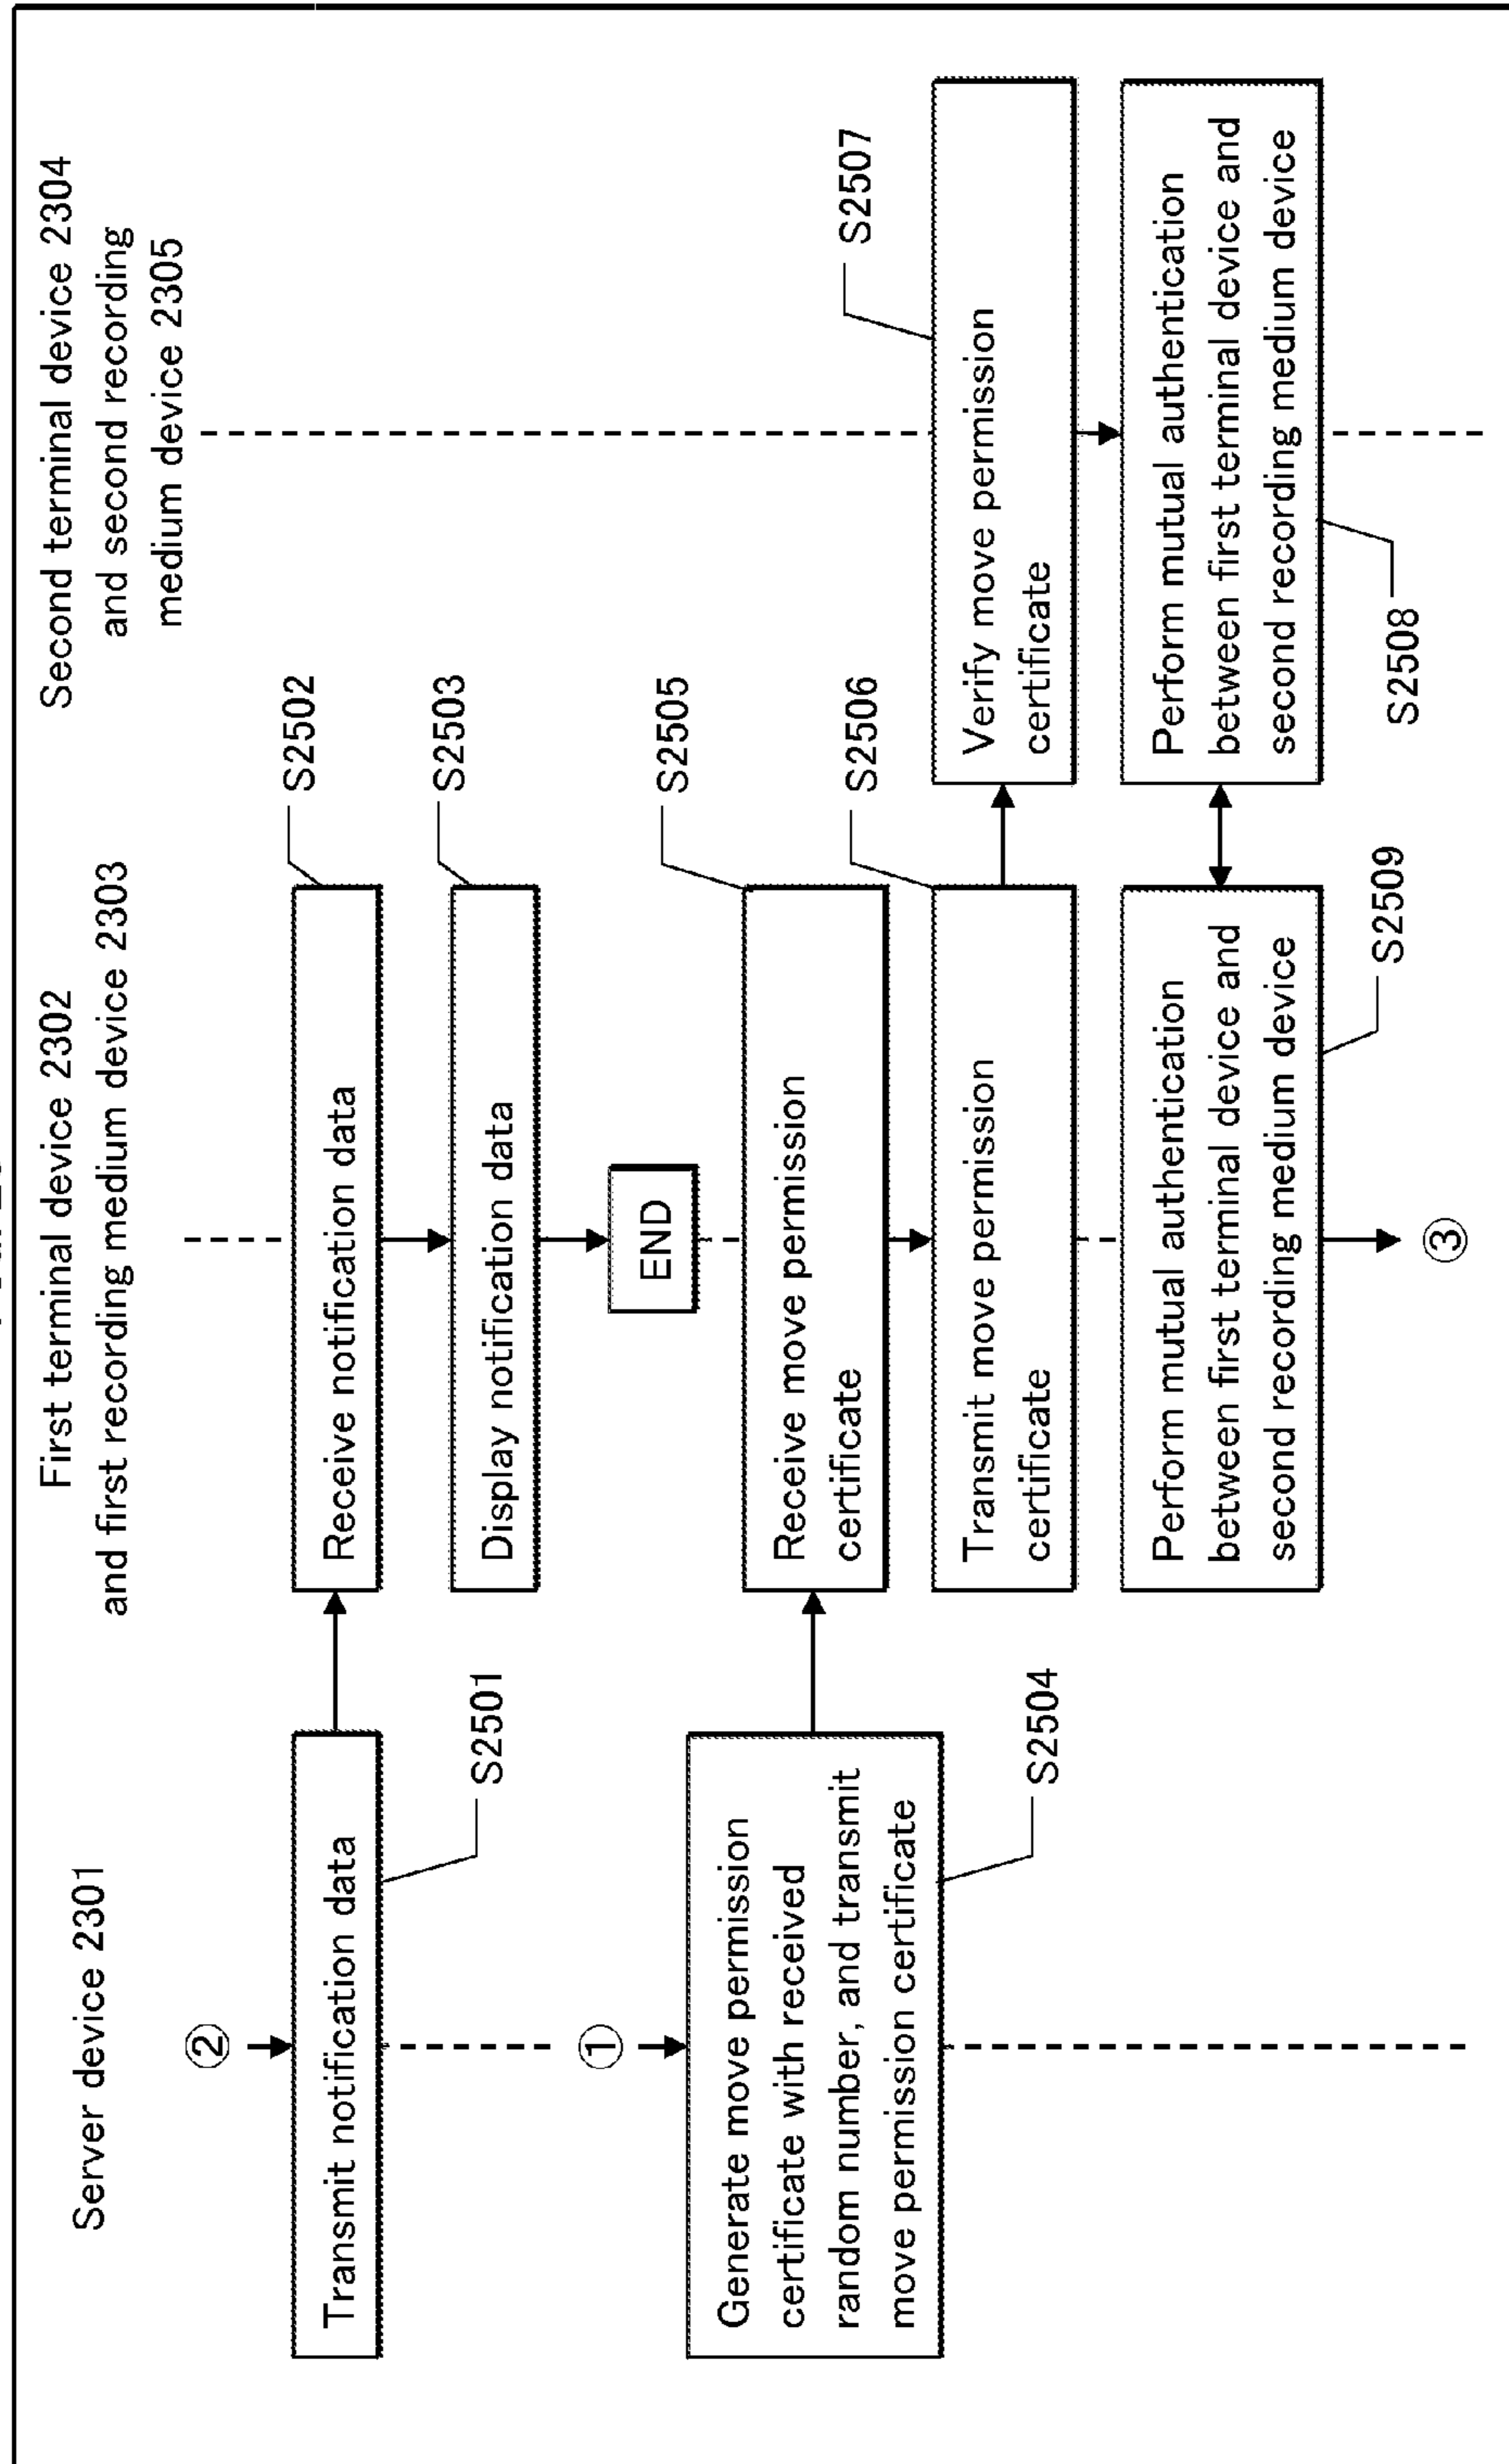 Server device 2301
First terminal device 2302
and first recording medium device 2303
Second terminal device 2304
and second recording
medium device 2305
②
Transmit notification data
S2501
Receive notification data
S2502
Display notification data
S2503
END
①
Generate move permission
certificate with received
random number, and transmit
move permission certificate
S2504
Receive move permission
certificate
S2505
Transmit move permission
certificate
S2506
Verify move permission
certificate
S2507
Perform mutual authentication
between first terminal device and
second recording medium device
S2508
Perform mutual authentication
between first terminal device and
second recording medium device
S2509
③